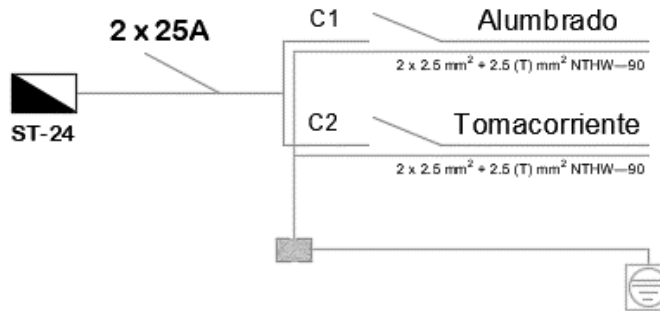 2 x 25A
C1
Alumbrado
2 x 2.5 mm² + 2.5 (T) mm² NTHW—90
ST-24
C2
Tomacorriente
2 x 2.5 mm² + 2.5 (T) mm² NTHW—90